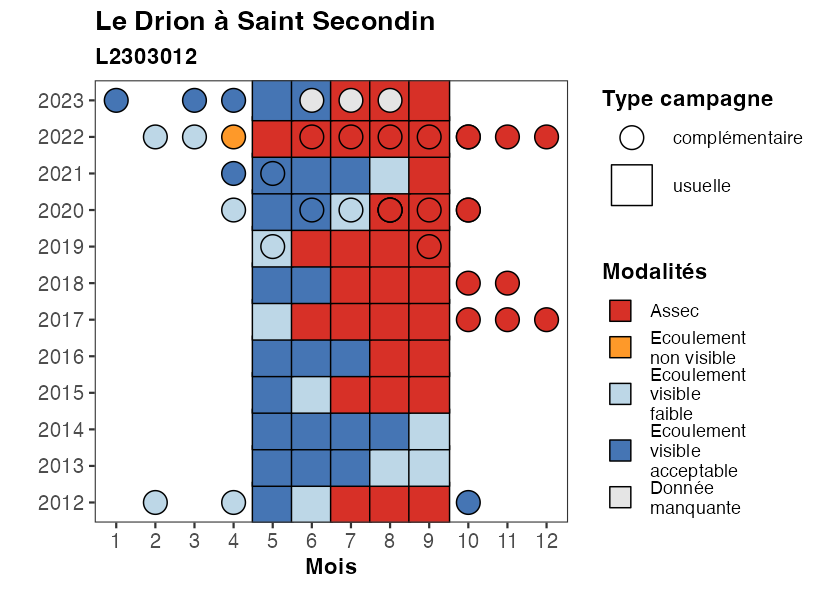 Le Drion à Saint Secondin
L2303012
2023
2022
2021
2020
2019
2018
2017
2016
2015
2014
2013
2012
1 2 3 4 5 6 7 8 9 10 11 12
Mois
Type campagne
complémentaire
usuelle
Modalités
Assec
Ecoulement
non visible
Ecoulement
visible
faible
Ecoulement
visible
acceptable
Donnée
manquante